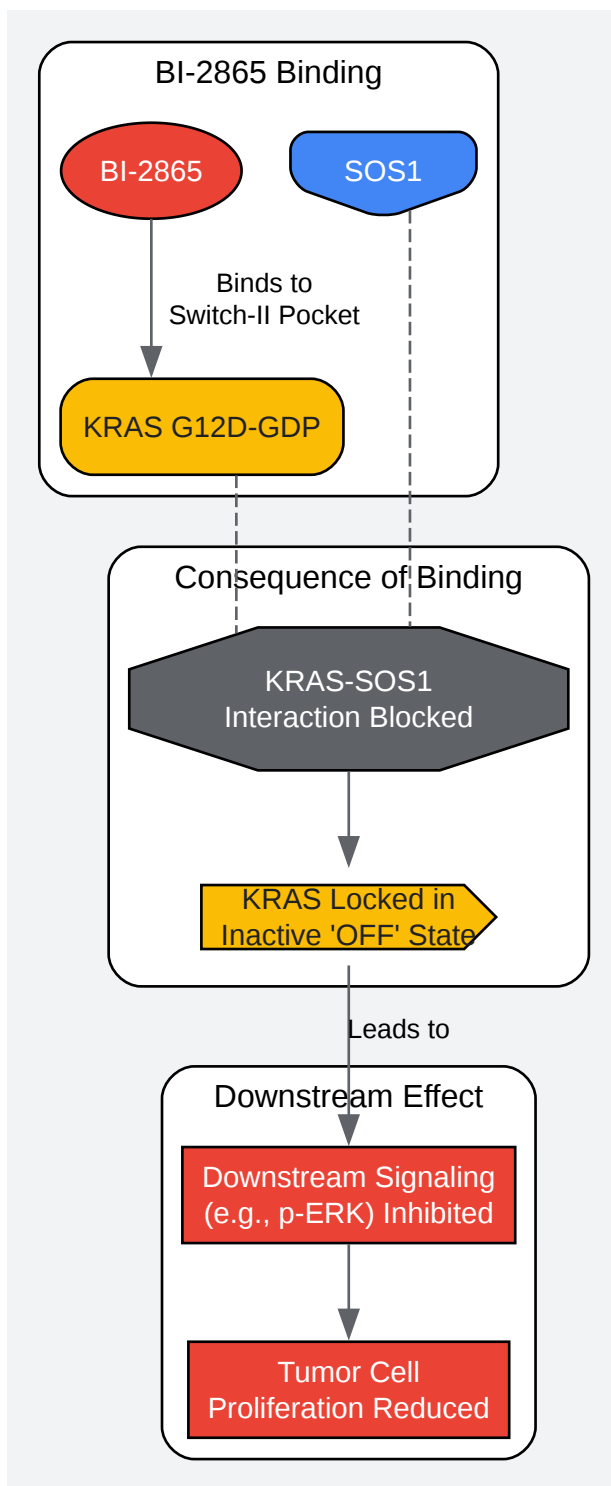 BI-2865 Binding
BI-2865
SOS1
Binds to
Switch-II Pocket
KRAS G12D-GDP
Consequence of Binding
KRAS-SOS1
Interaction Blocked
KRAS Locked in
Inactive 'OFF' State
Leads to
Downstream Effect
Downstream Signaling
(e.g., p-ERK) Inhibited
Tumor Cell
Proliferation Reduced